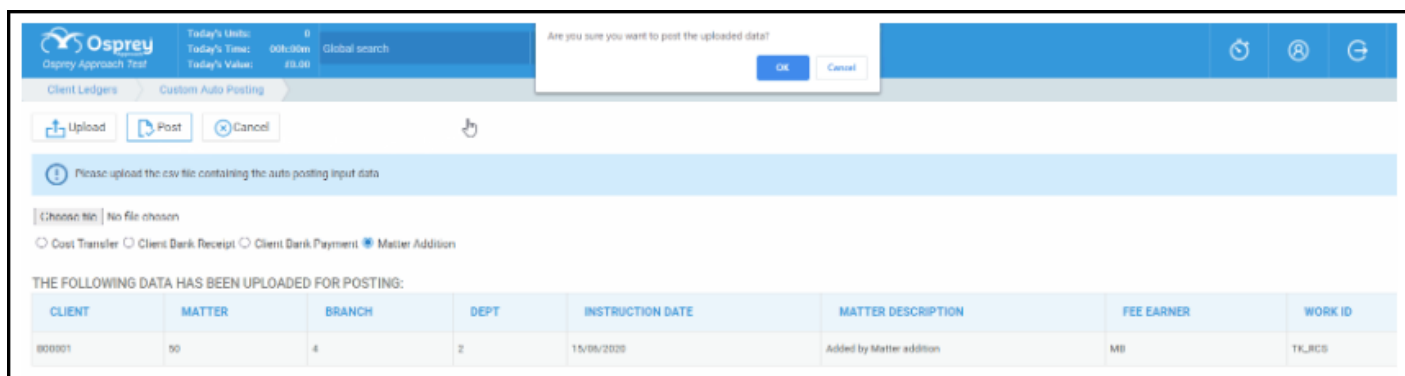 Osprey
Osprey Approach Test
Today's Units: 0
Today's Time: 00h:00m
Today's Value: £0.00
Global search
Are you sure you want to post the uploaded data?
OK Cancel
Client Ledgers Custom Auto Posting
Upload Post Cancel
Please upload the csv file containing the auto posting input data
Choose file No file chosen
Cost Transfer Client Bank Receipt Client Bank Payment Matter Addition
THE FOLLOWING DATA HAS BEEN UPLOADED FOR POSTING:
CLIENT MATTER BRANCH DEPT INSTRUCTION DATE MATTER DESCRIPTION FEE EARNER WORK ID
B00001 50 4 2 15/06/2020 Added by Matter addition MB TK_RCS